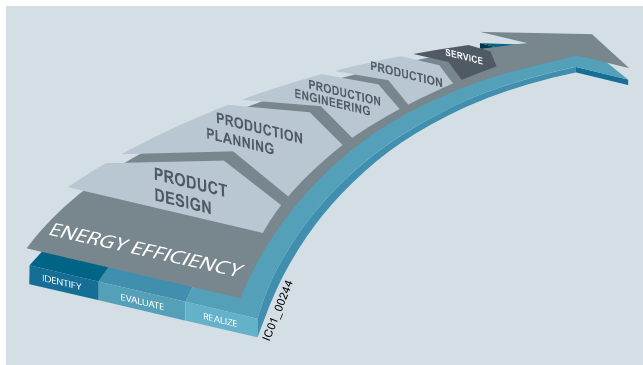 SERVICE
PRODUCTION
PRODUCTION
ENGINEERING
PRODUCTION
PLANNING
PRODUCT
DESIGN
ENERGY EFFICIENCY
IDENTIFY
EVALUATE
REALIZE
IC01_00244